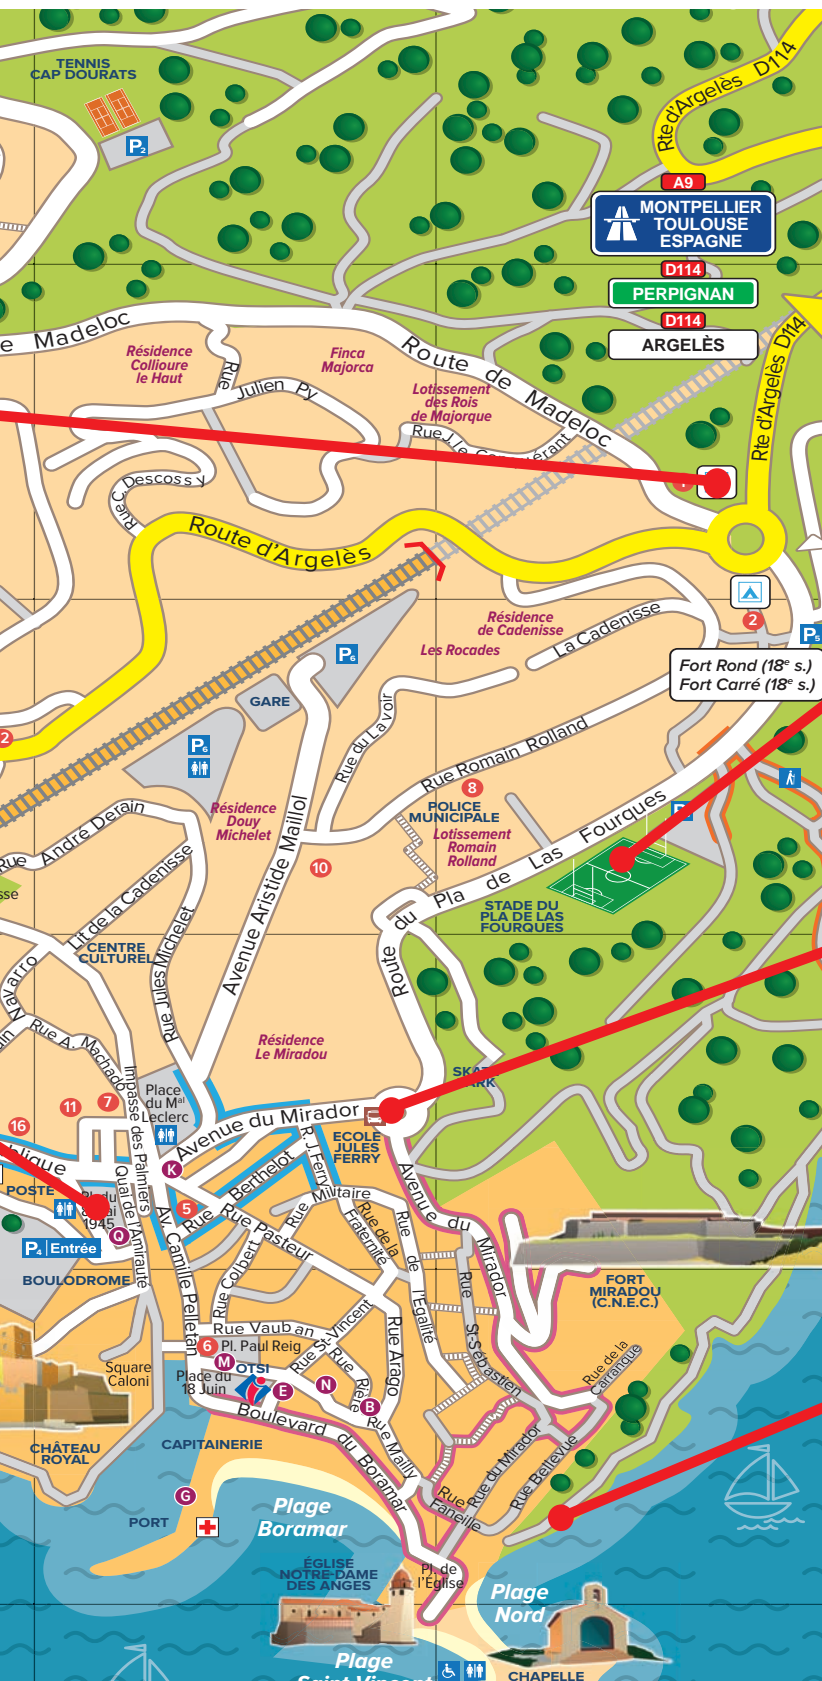 TENNIS
CAP DOURATS
P2
Rte d'Argelès D114
A9
MONTPELLIER
TOULOUSE
ESPAGNE
D114
PERPIGNAN
D114
ARGELÈS
e Madeloc
Résidence
Collioure
le Haut
Finca
Majorca
Route de Madeloc
Rue Julien Py
Lotissement
des Rois
de Majorque
Rue J. le
Rte d'Argelès D114
Rue C. Descossy
Route d'Argelès
2
P5
Résidence
de Cadenisse
La Cadenisse
Les Rocades
P6
Fort Rond (18e s.)
Fort Carré (18e s.)
GARE
2
P6
Rue du Lavoir
Rue Romain Rolland
8
POLICE
MUNICIPALE
Résidence
Douy
Michelet
Lotissement
Romain
Rolland
Rue André Derain
Avenue Aristide Maillol
10
Route du Pla de Las Fourques
STADE DU
PLA DE LAS
FOURQUES
sse
Lit de la Cadenisse
CENTRE
CULTUREL
Rue Jules Michelet
Navarro
Rue A. Machado
Résidence
Le Miradou
Impasse des Palmiers
Place
du Mal
Leclerc
7
11
16
Avenue du Mirador
ECOLE
JULES
FERRY
R. J. Ferry
blique
K
POSTE
1945
Q
P4 Entrée
BOULODROME
Quai de l'Amirauté
5
Rue Berthelot
Av. Camille Pelletan
Rue Pasteur
Rue Militaire
Rue de la
Fraternité
Rue de l'Egalité
Avenue du Mirador
Rue Colbert
Rue St-Sébastien
FORT
MIRADOU
(C.N.E.C.)
Rue Vauban
6
Pl. Paul Reig
Rue St-Vincent
Rue Arago
Rue de la
Carranque
M
OTSI
Place du
18 Juin
E
N
B
Rue
Square
Caloni
Boulevard du Boramar
Rue Mailly
Rue du Mirador
Rue Bellevue
Rue
Faneille
CHÂTEAU
ROYAL
CAPITAINERIE
G
PORT
Plage
Boramar
ÉGLISE
NOTRE-DAME
DES ANGES
Pl. de
l'Église
Plage
Nord
Plage
Saint Vincent
CHAPELLE